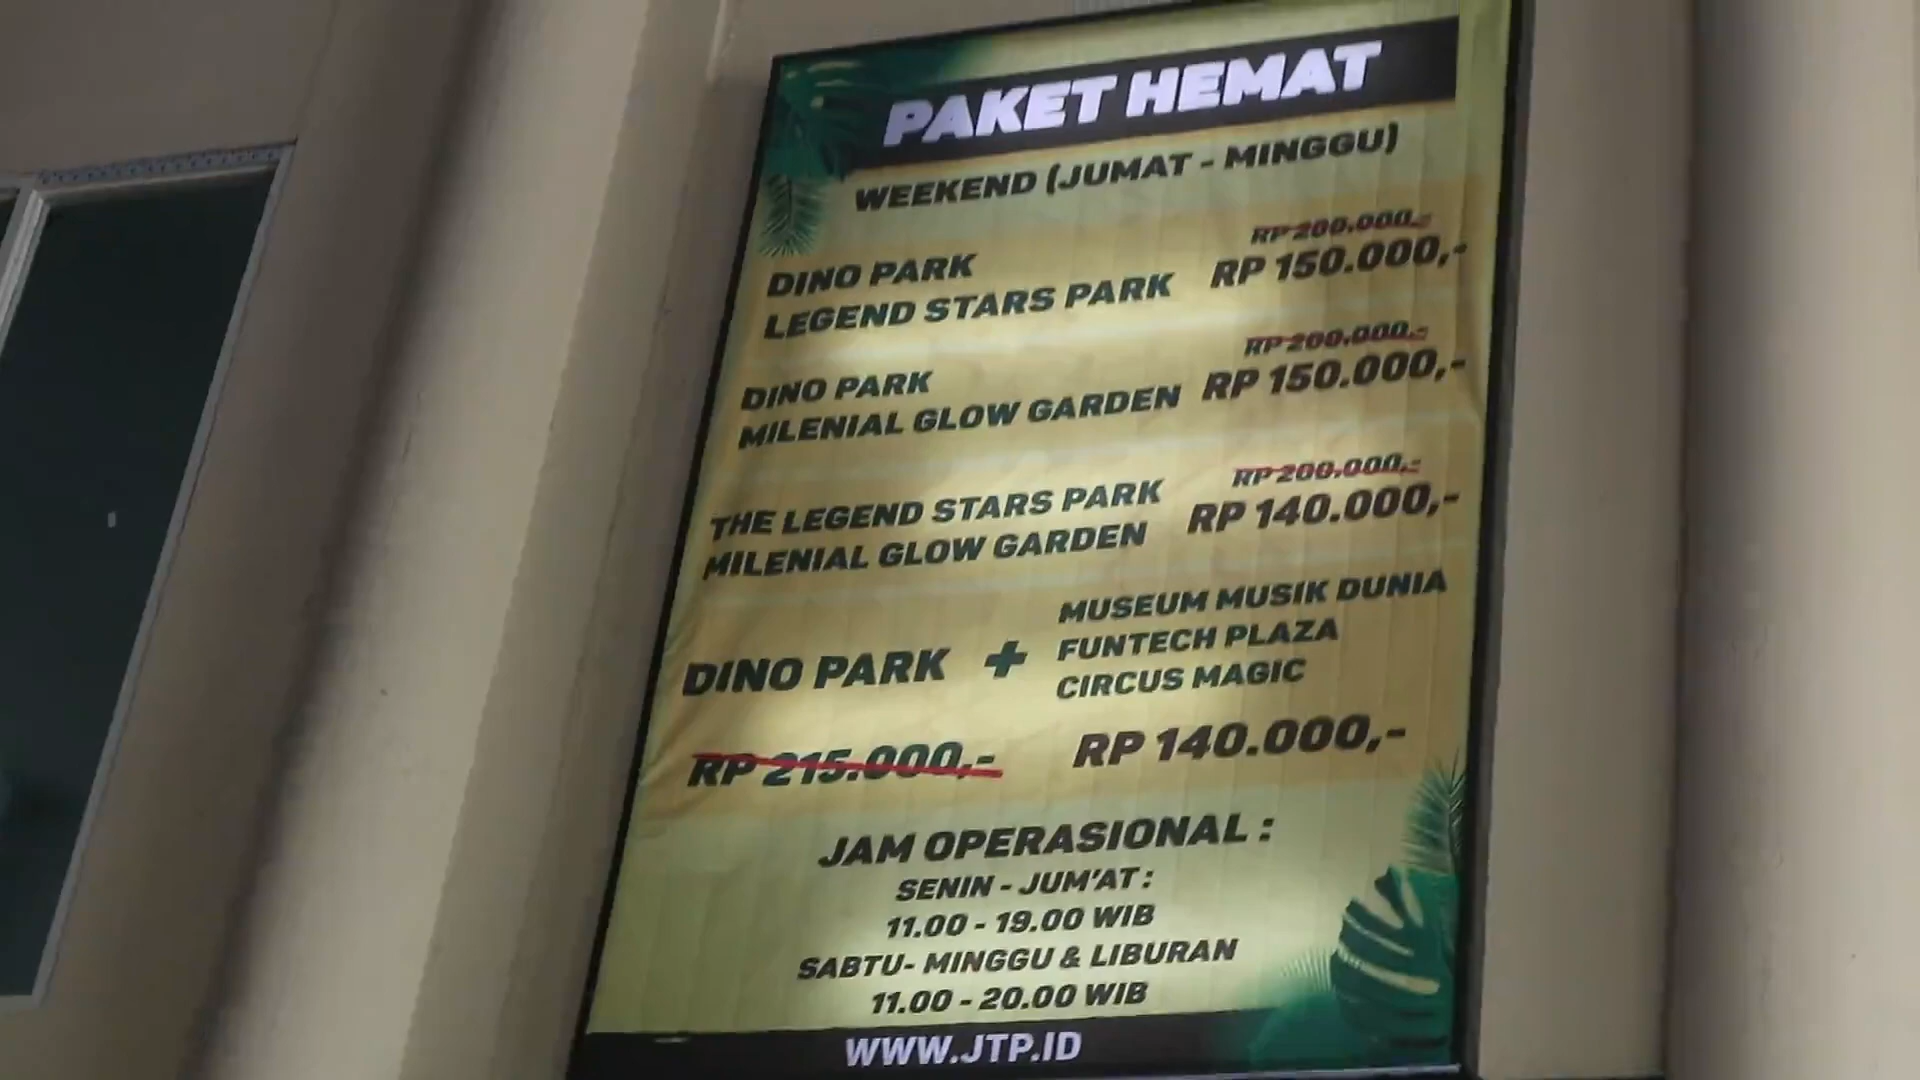 PAKET HEMAT
WEEKEND (JUMAT - MINGGU)
RP 200.000,-
DINO PARK
LEGEND STARS PARK RP 150.000,-
RP 200.000,-
DINO PARK
MILENIAL GLOW GARDEN RP 150.000,-
RP 200.000,-
THE LEGEND STARS PARK
MILENIAL GLOW GARDEN RP 140.000,-
DINO PARK + MUSEUM MUSIK DUNIA
FUNTECH PLAZA
CIRCUS MAGIC
RP 215.000,- RP 140.000,-
JAM OPERASIONAL :
SENIN - JUM'AT :
11.00 - 19.00 WIB
SABTU- MINGGU & LIBURAN
11.00 - 20.00 WIB
WWW.JTP.ID